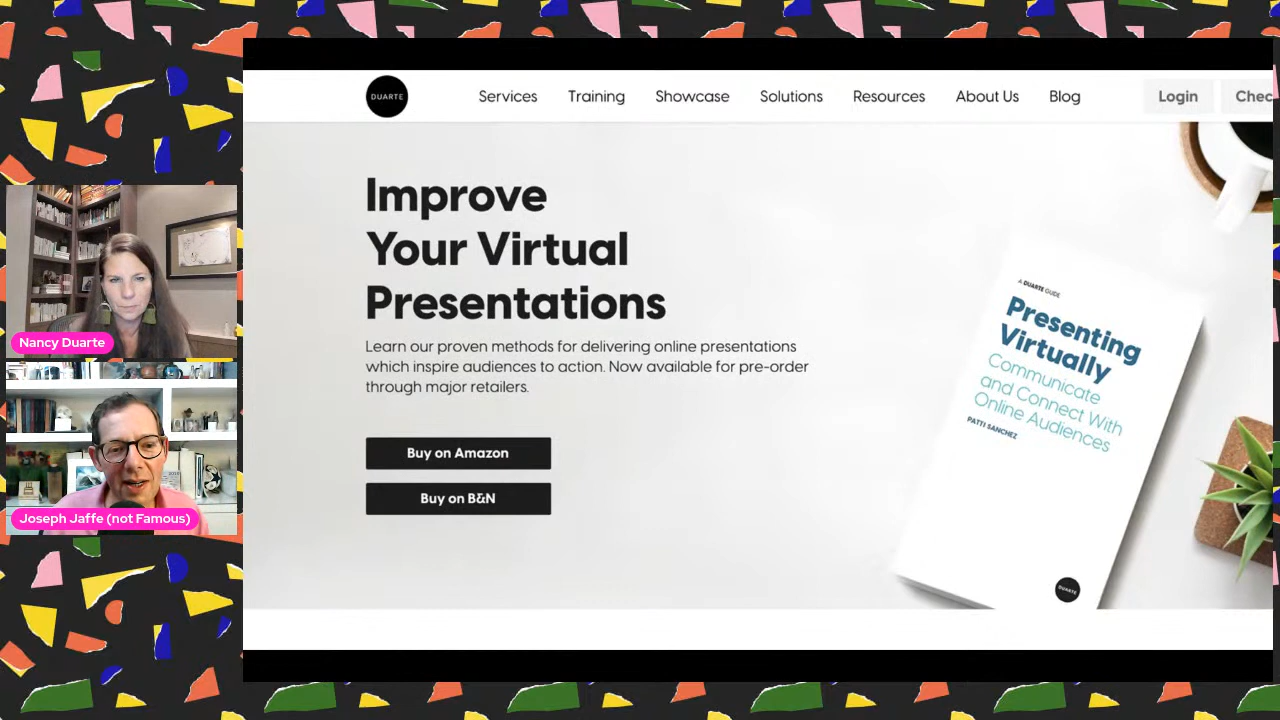 DUARTE
Services
Training
Showcase
Solutions
Resources
About Us
Blog
Login
Chec
Improve
Your Virtual
Presentations
Learn our proven methods for delivering online presentations
which inspire audiences to action. Now available for pre-order
through major retailers.
Buy on Amazon
Buy on B&N
A DUARTE GUIDE
Presenting
Virtually
Communicate
and Connect With
Online Audiences
PATTI SANCHEZ
DUARTE
Nancy Duarte
Joseph Jaffe (not Famous)